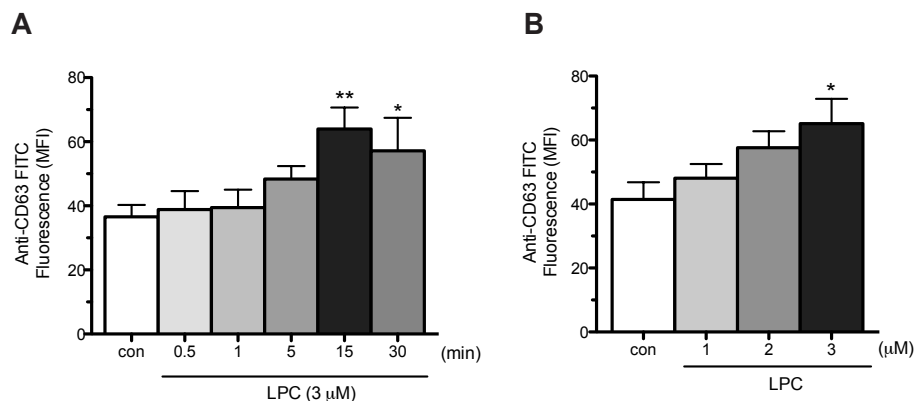 A
Anti-CD63 FITC
Fluorescence (MFI)
80
60
40
20
0
** *
con 0.5 1 5 15 30 (min)
LPC (3 μM)
B
Anti-CD63 FITC
Fluorescence (MFI)
80
60
40
20
0
*
con 1 2 3 (μM)
LPC